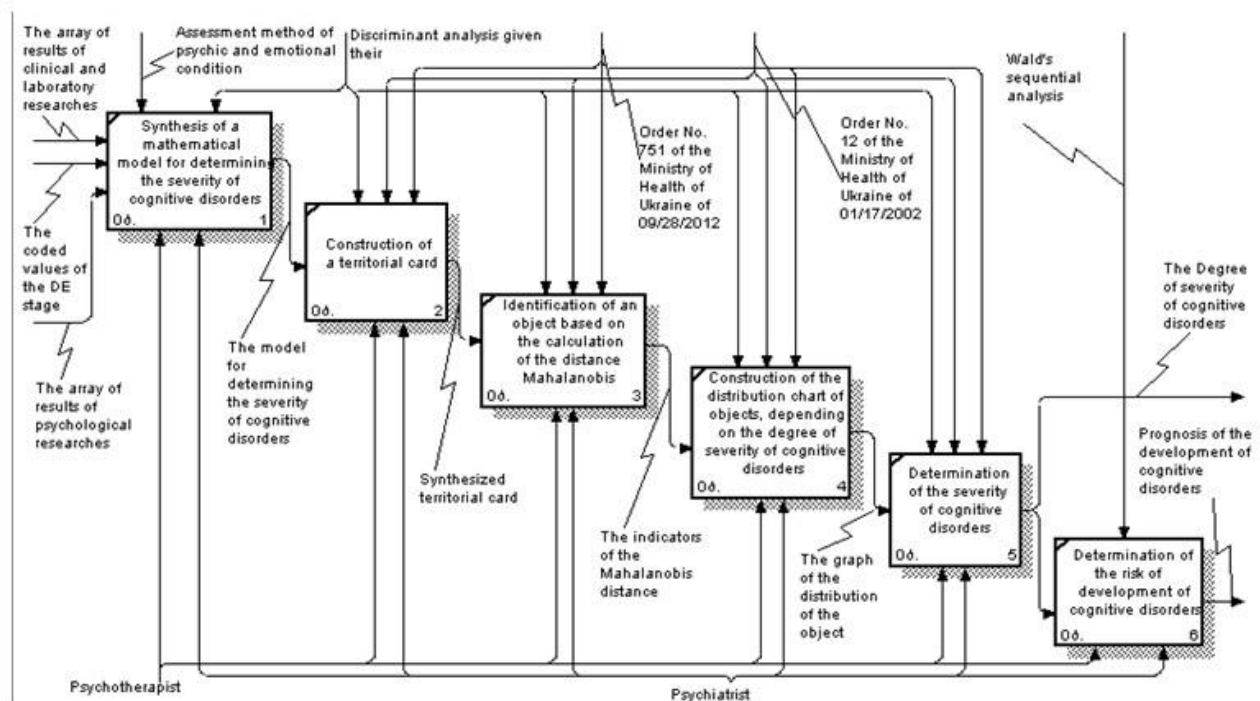 The array of
results of
clinical and
laboratory
researches
Assessment method of
psychic and emotional
condition
Discriminant analysis given
their
Wald's
sequential
analysis
Order No.
751 of the
Ministry of
Health of
Ukraine of
09/28/2012
Order No.
12 of the
Ministry of
Health of
Ukraine of
01/17/2002
Synthesis of a
mathematical
model for determining
the severity of
cognitive disorders
0д. 1
The
coded
values of
the DE
stage
The array of
results of
psychological
researches
Construction of
a territorial card
0д. 2
The model
for
determining
the severity
of cognitive
disorders
Identification of an
object based on
the calculation
of the distance
Mahalanobis
0д. 3
Synthesized
territorial card
Construction of the
distribution chart of
objects, depending
on the degree of
severity of cognitive
disorders
0д. 4
The indicators
of the
Mahalanobis
distance
Determination
of the severity
of cognitive
disorders
0д. 5
The graph
of the
distribution
of the
object
The Degree
of severity
of cognitive
disorders
Prognosis of the
development of
cognitive
disorders
Determination of
the risk of
development of
cognitive disorders
0д. 6
Psychotherapist
Psychiatrist